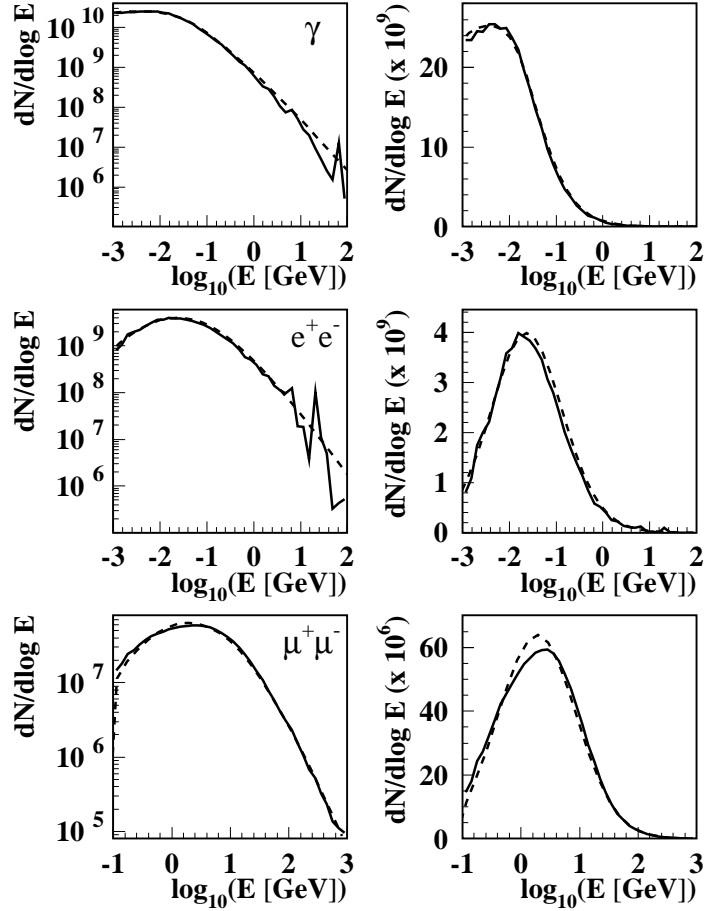 dN/dlog E
10^10
10^9
10^8
10^7
10^6
γ
-3 -2 -1 0 1 2
log10(E [GeV])
dN/dlog E (x 10^9)
20
10
0
-3 -2 -1 0 1 2
log10(E [GeV])
dN/dlog E
10^9
10^8
10^7
10^6
e+e-
-3 -2 -1 0 1 2
log10(E [GeV])
dN/dlog E (x 10^9)
4
3
2
1
0
-3 -2 -1 0 1 2
log10(E [GeV])
dN/dlog E
10^7
10^6
10^5
μ+μ-
-1 0 1 2 3
log10(E [GeV])
dN/dlog E (x 10^6)
60
40
20
0
-1 0 1 2 3
log10(E [GeV])